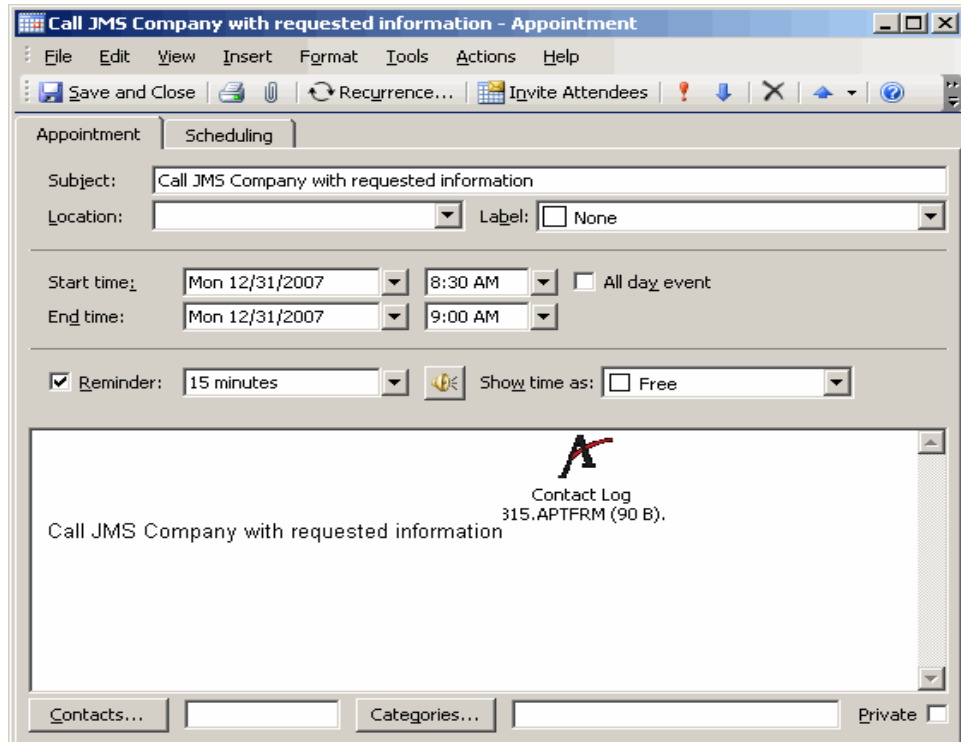 Call JMS Company with requested information - Appointment
File Edit View Insert Format Tools Actions Help
Save and Close Recurrence... Invite Attendees
Appointment Scheduling
Subject: Call JMS Company with requested information
Location: Label: None
Start time: Mon 12/31/2007 8:30 AM All day event
End time: Mon 12/31/2007 9:00 AM
Reminder: 15 minutes Show time as: Free
Contact Log
315.APTFRM (90 B).
Call JMS Company with requested information
Contacts... Categories... Private